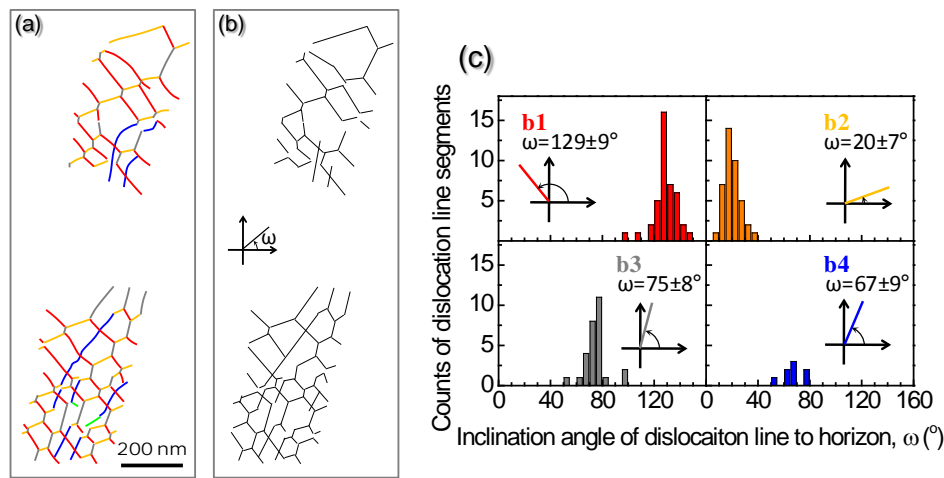 (a)
(b)
(c)
ω
200 nm
Counts of dislocation line segments
15
10
5
0
b1
ω=129±9°
b2
ω=20±7°
15
10
5
0
b3
ω=75±8°
b4
ω=67±9°
0 40 80 120 0 40 80 120 160
Inclination angle of dislocaiton line to horizon, ω (°)